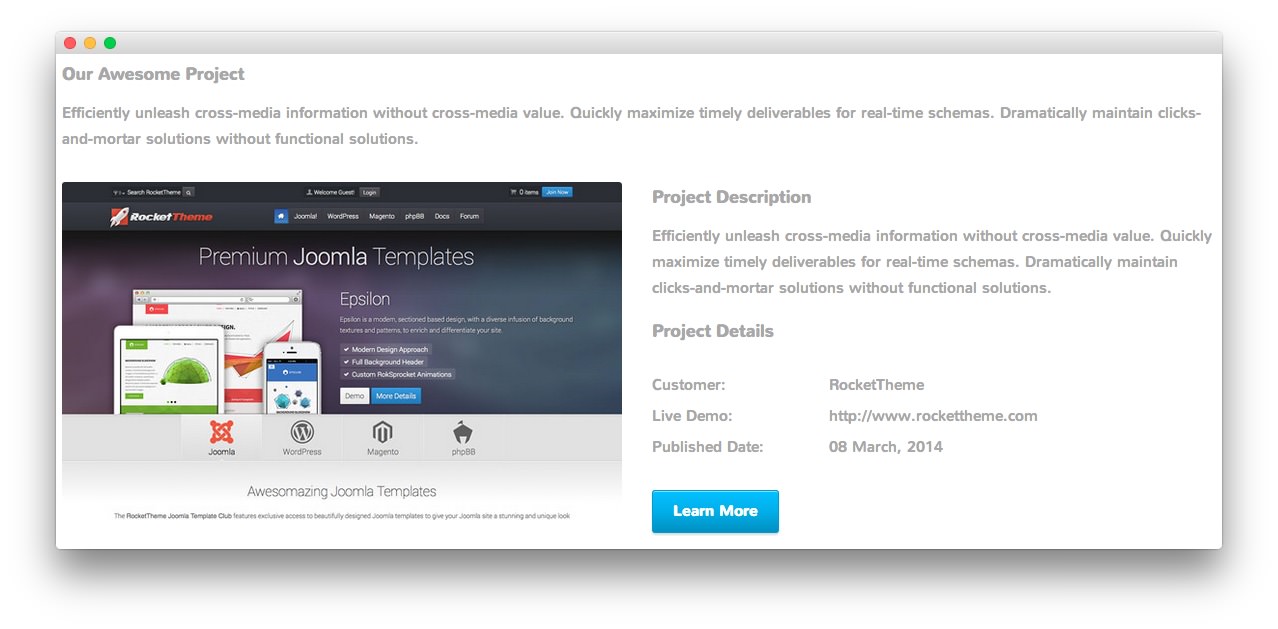 Our Awesome Project
Efficiently unleash cross-media information without cross-media value. Quickly maximize timely deliverables for real-time schemas. Dramatically maintain clicks-
and-mortar solutions without functional solutions.
Search RocketTheme
Welcome Guest! Login
0 items Join Now
RocketTheme
Joomla! WordPress Magento phpBB Docs Forum
Premium Joomla Templates
Epsilon
Epsilon is a modern, sectioned based design, with a diverse infusion of background
textures and patterns, to enrich and differentiate your site.
Modern Design Approach
Full Background Header
Custom RokSprocket Animations
Demo More Details
Joomla WordPress Magento phpBB
Awesomazing Joomla Templates
The RocketTheme Joomla Template Club features exclusive access to beautifully designed Joomla templates to give your Joomla site a stunning and unique look
Project Description
Efficiently unleash cross-media information without cross-media value. Quickly
maximize timely deliverables for real-time schemas. Dramatically maintain
clicks-and-mortar solutions without functional solutions.
Project Details
Customer: RocketTheme
Live Demo: http://www.rockettheme.com
Published Date: 08 March, 2014
Learn More